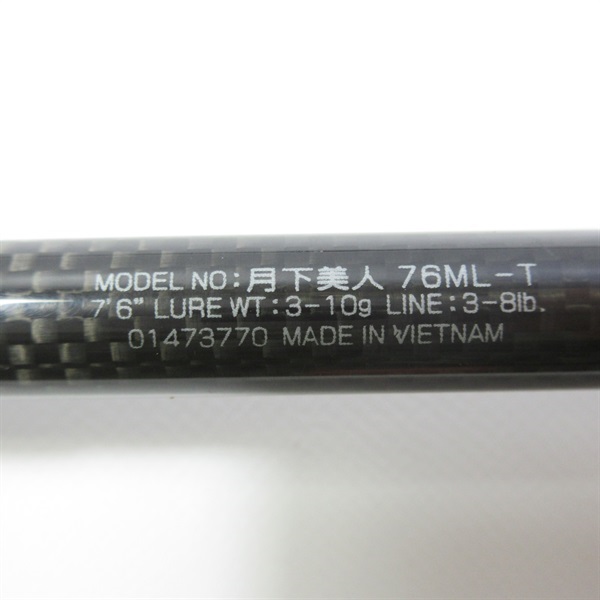 MODEL NO:月下美人 76ML-T
7'6" LURE WT:3-10g LINE:3-8lb.
01473770 MADE IN VIETNAM